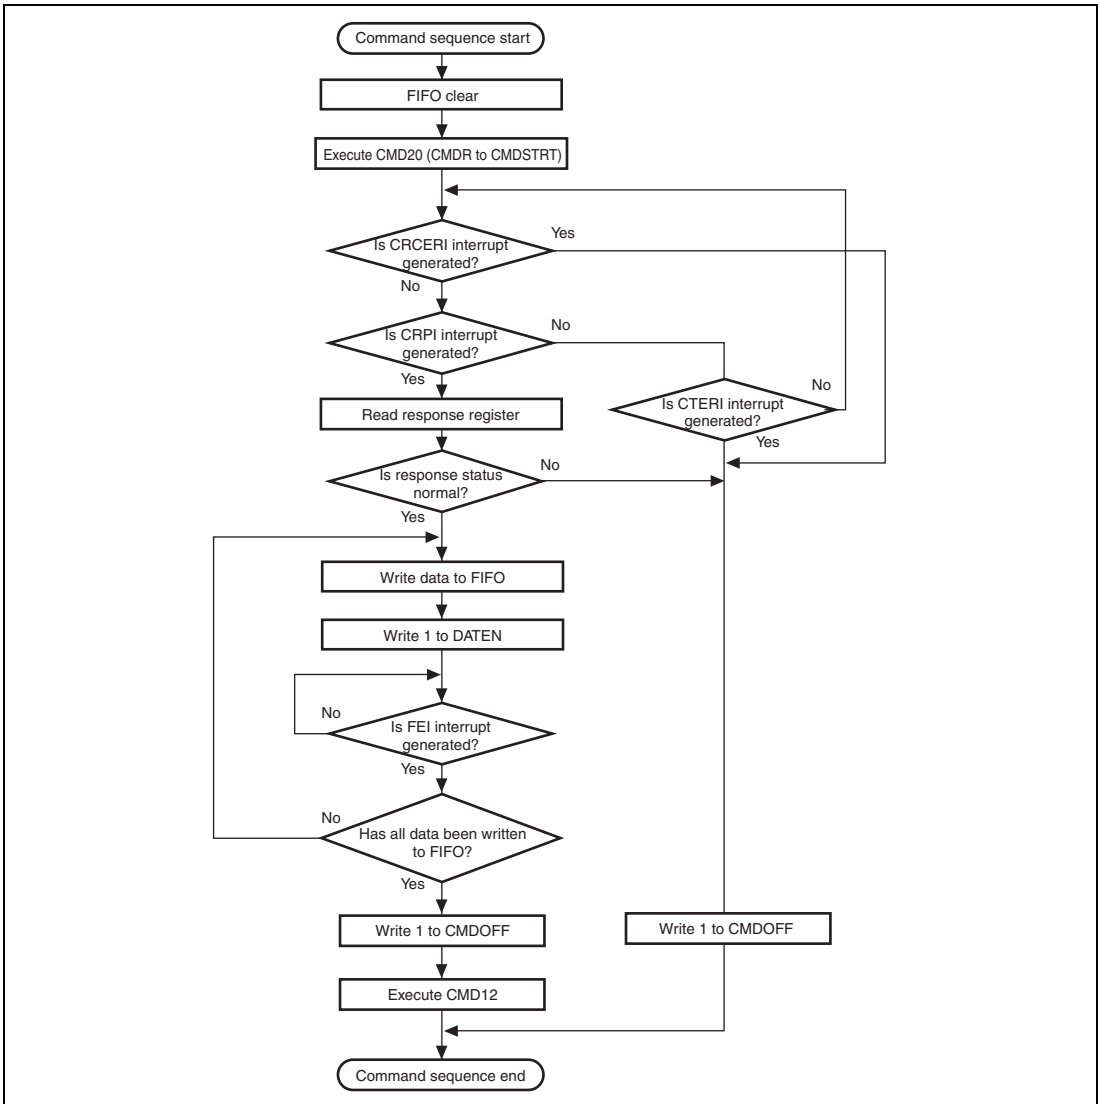 Command sequence start
FIFO clear
Execute CMD20 (CMDR to CMDSTRT)
Is CRCERI interrupt
generated?
Yes
No
Is CRPI interrupt
generated?
No
Yes
Is CTERI interrupt
generated?
No
Yes
Read response register
Is response status
normal?
No
Yes
Write data to FIFO
Write 1 to DATEN
Is FEI interrupt
generated?
No
Yes
Has all data been written
to FIFO?
No
Yes
Write 1 to CMDOFF
Write 1 to CMDOFF
Execute CMD12
Command sequence end